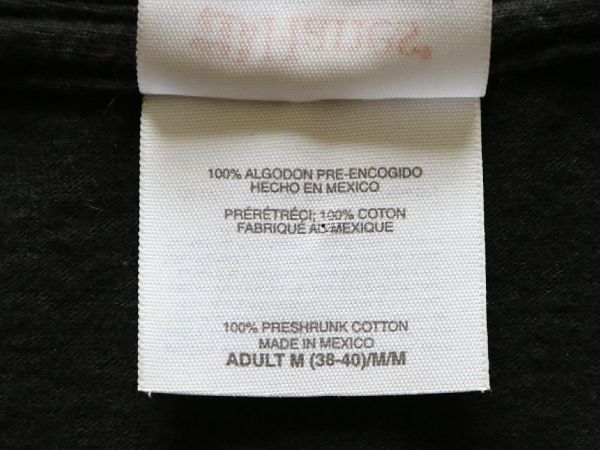 100% ALGODON PRE-ENCOGIDO
HECHO EN MEXICO
PRÉRÉTRÉCI; 100% COTON
FABRIQUÉ AU MEXIQUE
100% PRESHRUNK COTTON
MADE IN MEXICO
ADULT M (38-40)/M/M